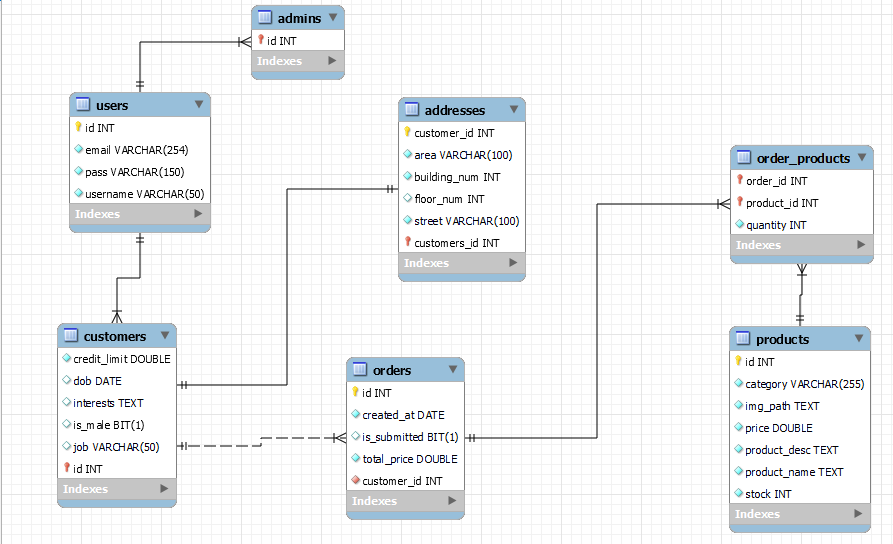 admins
id INT
Indexes
users
id INT
email VARCHAR(254)
pass VARCHAR(150)
username VARCHAR(50)
Indexes
addresses
customer_id INT
area VARCHAR(100)
building_num INT
floor_num INT
street VARCHAR(100)
customers_id INT
Indexes
order_products
order_id INT
product_id INT
quantity INT
Indexes
customers
credit_limit DOUBLE
dob DATE
interests TEXT
is_male BIT(1)
job VARCHAR(50)
id INT
Indexes
orders
id INT
created_at DATE
is_submitted BIT(1)
total_price DOUBLE
customer_id INT
Indexes
products
id INT
category VARCHAR(255)
img_path TEXT
price DOUBLE
product_desc TEXT
product_name TEXT
stock INT
Indexes